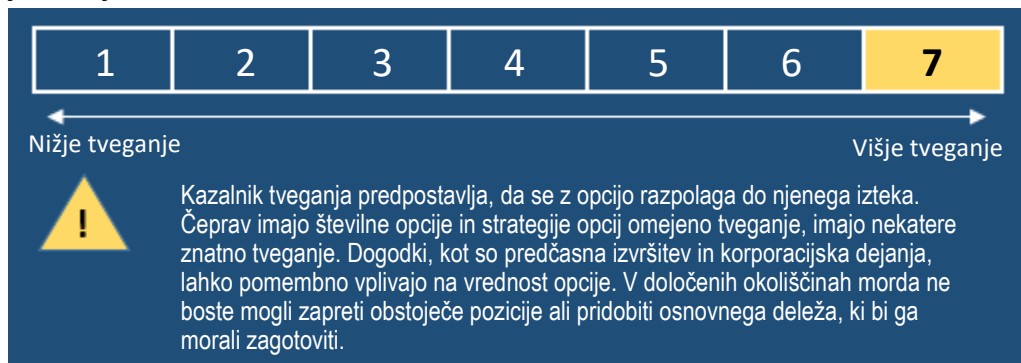 1 2 3 4 5 6 7
Nižje tveganje
Višje tveganje
!
Kazalnik tveganja predpostavlja, da se z opcijo razpolaga do njenega izteka.
Čeprav imajo številne opcije in strategije opcij omejeno tveganje, imajo nekatere
znatno tveganje. Dogodki, kot so predčasna izvršitev in korporacijska dejanja,
lahko pomembno vplivajo na vrednost opcije. V določenih okoliščinah morda ne
boste mogli zapreti obstoječe pozicije ali pridobiti osnovnega deleža, ki bi ga
morali zagotoviti.